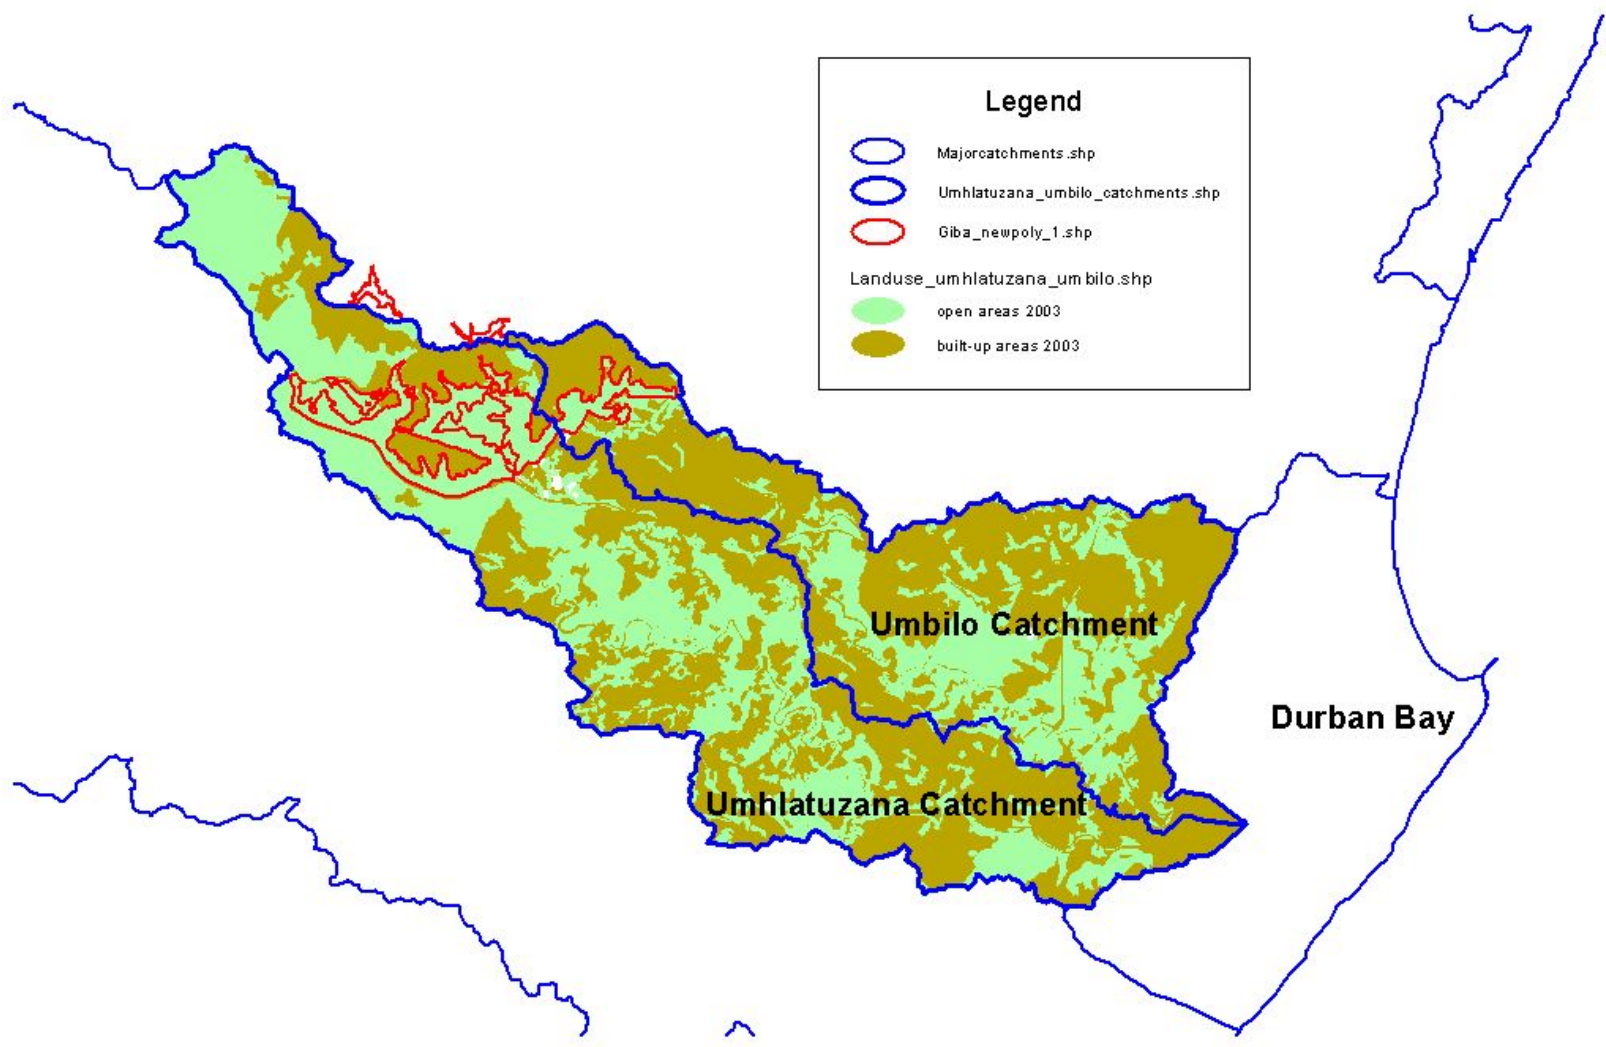 Legend
Majorcatchments.shp
Umhlatuzana_umbilo_catchments.shp
Giba_newpoly_1.shp
Landuse_umhlatuzana_umbilo.shp
open areas 2003
built-up areas 2003
Umbilo Catchment
Durban Bay
Umhlatuzana Catchment